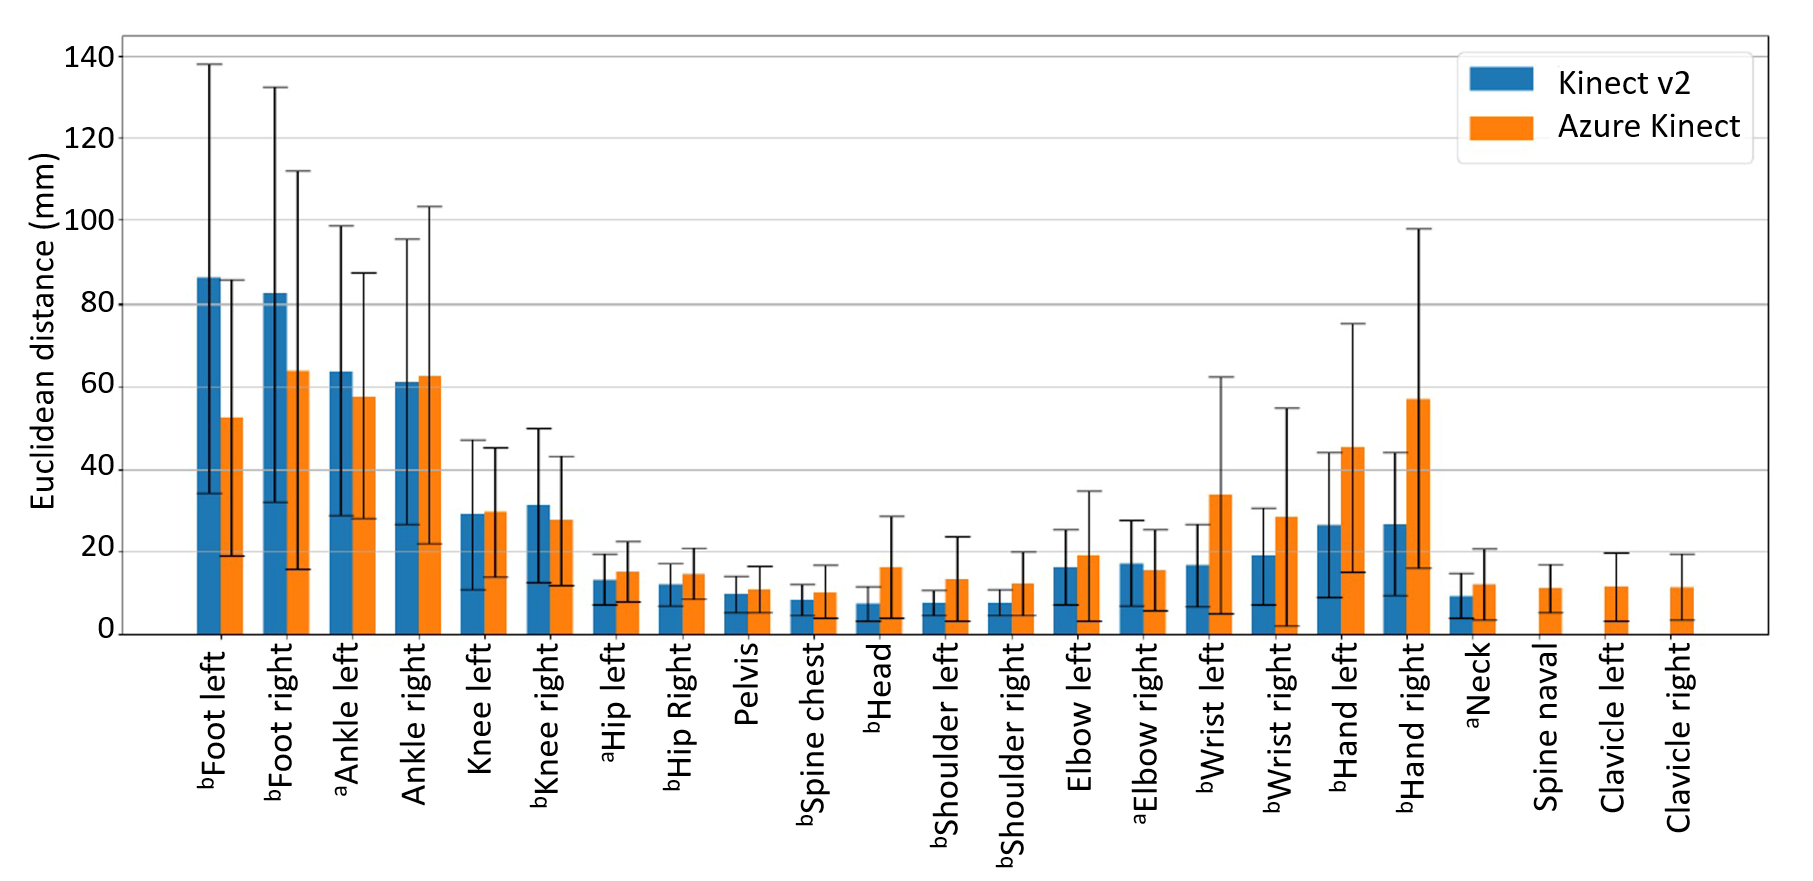 Euclidean distance (mm)
140
120
100
80
60
40
20
0
Kinect v2
Azure Kinect
ᵇFoot left
ᵇFoot right
ᵃAnkle left
Ankle right
Knee left
ᵇKnee right
ᵃHip left
ᵇHip Right
Pelvis
ᵇSpine chest
ᵇHead
ᵇShoulder left
ᵇShoulder right
Elbow left
ᵃElbow right
ᵇWrist left
ᵇWrist right
ᵇHand left
ᵇHand right
ᵃNeck
Spine naval
Clavicle left
Clavicle right